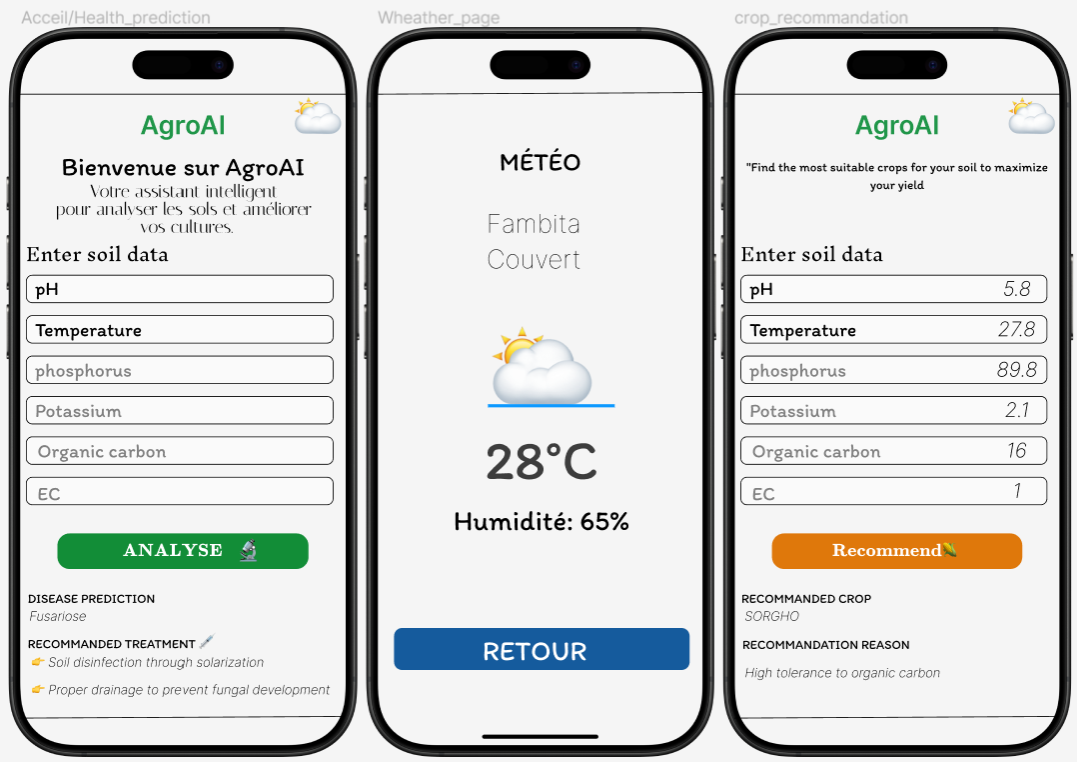 Acceil/Health_prediction
AgroAI
Bienvenue sur AgroAI
Votre assistant intelligent
pour analyser les sols et améliorer
vos cultures.
Enter soil data
pH
Temperature
phosphorus
Potassium
Organic carbon
EC
ANALYSE
DISEASE PREDICTION
Fusariose
RECOMMANDED TREATMENT
Soil disinfection through solarization
Proper drainage to prevent fungal development
Wheather_page
MÉTÉO
Fambita
Couvert
28°C
Humidité: 65%
RETOUR
crop_recommandation
AgroAI
"Find the most suitable crops for your soil to maximize
your yield
Enter soil data
pH 5.8
Temperature 27.8
phosphorus 89.8
Potassium 2.1
Organic carbon 16
EC 1
Recommend
RECOMMANDED CROP
SORGHO
RECOMMANDATION REASON
High tolerance to organic carbon